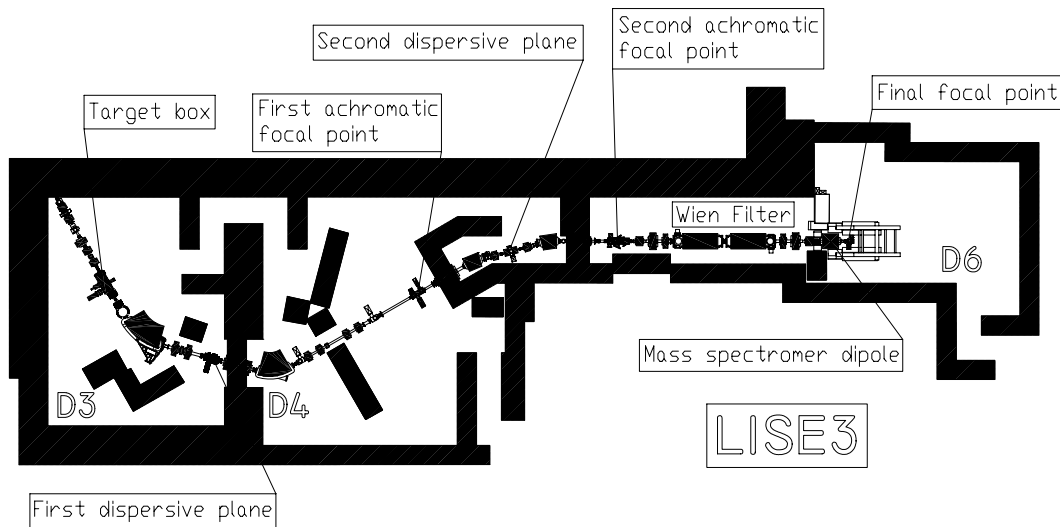 Second dispersive plane
Second achromatic
focal point
Target box
First achromatic
focal point
Final focal point
Wien Filter
D6
Mass spectromer dipole
D3
D4
LISE3
First dispersive plane